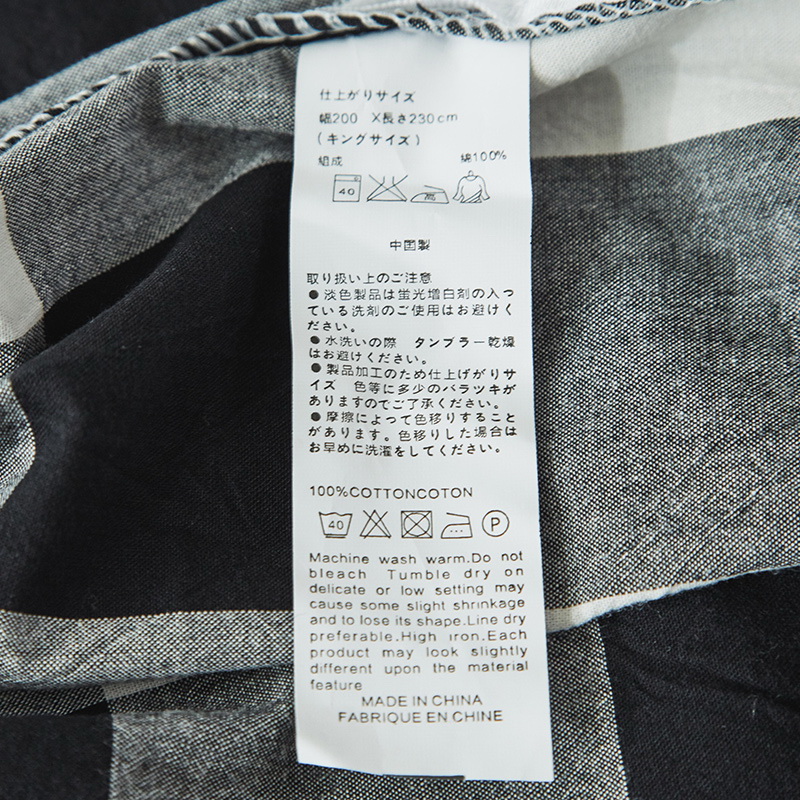 仕上がりサイズ
幅200 X長さ230cm
(キングサイズ)
組成 綿100%
40
中国製
取り扱い上のご注意
●淡色製品は蛍光増白剤の入っ
ている洗剤のご使用はお避けく
ださい。
●水洗いの際 タンブラー乾燥
はお避けください。
●製品加工のため仕上げがりサ
イズ 色等に多少のバラツキが
ありますのでご了承ください。
●摩擦によって色移りすること
があります。色移りした場合は
お早めに洗濯をしてください。
100%COTTONCOTON
40 P
Machine wash warm.Do not
bleach Tumble dry on
delicate or low setting may
cause some slight shrinkage
and to lose its shape.Line dry
preferable.High iron.Each
product may look slightly
different upon the material
feature
MADE IN CHINA
FABRIQUE EN CHINE